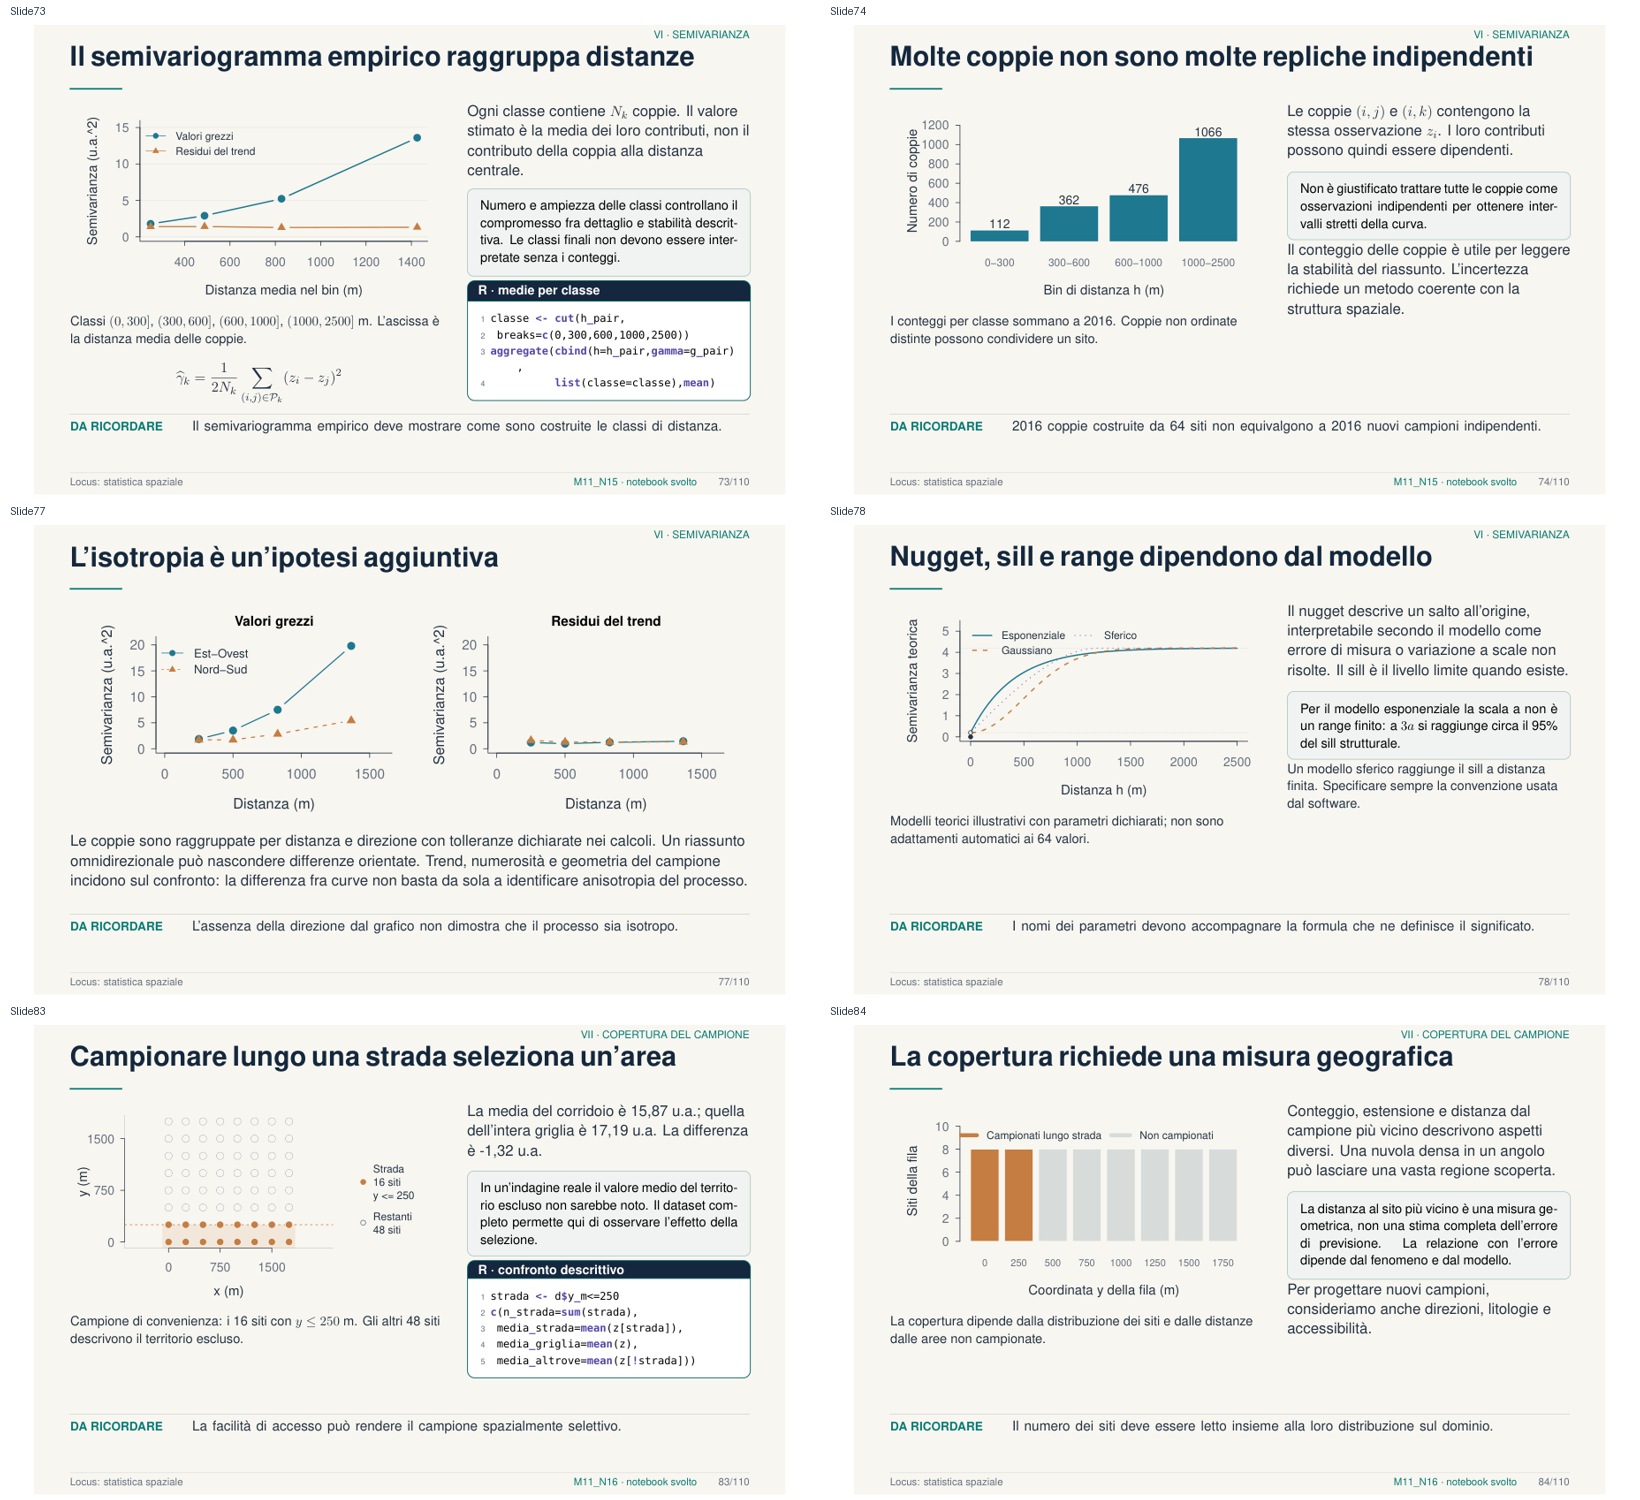 Slide73
VI · SEMIVARIANZA
Il semivariogramma empirico raggruppa distanze
Semivarianza (u.a.^2)
15
10
5
0
Valori grezzi
Residui del trend
400 600 800 1000 1200 1400
Distanza media nel bin (m)
Classi (0, 300], (300, 600], (600, 1000], (1000, 2500] m. L'ascissa è
la distanza media delle coppie.
γ̂_k = 1/(2N_k) ∑_{(i,j)∈𝒫_k} (z_i − z_j)²
Ogni classe contiene N_k coppie. Il valore
stimato è la media dei loro contributi, non il
contributo della coppia alla distanza
centrale.
Numero e ampiezza delle classi controllano il
compromesso fra dettaglio e stabilità descrit-
tiva. Le classi finali non devono essere inter-
pretate senza i conteggi.
R · medie per classe
1 classe <- cut(h_pair,
2 breaks=c(0,300,600,1000,2500))
3 aggregate(cbind(h=h_pair,gamma=g_pair)
,
4 list(classe=classe),mean)
DA RICORDARE Il semivariogramma empirico deve mostrare come sono costruite le classi di distanza.
Locus: statistica spaziale M11_N15 · notebook svolto 73/110
Slide74
VI · SEMIVARIANZA
Molte coppie non sono molte repliche indipendenti
Numero di coppie
1200
1000
800
600
400
200
0
112 362 476 1066
0–300 300–600 600–1000 1000–2500
Bin di distanza h (m)
I conteggi per classe sommano a 2016. Coppie non ordinate
distinte possono condividere un sito.
Le coppie (i, j) e (i, k) contengono la
stessa osservazione z_i. I loro contributi
possono quindi essere dipendenti.
Non è giustificato trattare tutte le coppie come
osservazioni indipendenti per ottenere inter-
valli stretti della curva.
Il conteggio delle coppie è utile per leggere
la stabilità del riassunto. L'incertezza
richiede un metodo coerente con la
struttura spaziale.
DA RICORDARE 2016 coppie costruite da 64 siti non equivalgono a 2016 nuovi campioni indipendenti.
Locus: statistica spaziale M11_N15 · notebook svolto 74/110
Slide77
VI · SEMIVARIANZA
L'isotropia è un'ipotesi aggiuntiva
Valori grezzi
Semivarianza (u.a.^2)
20
15
10
5
0
Est–Ovest
Nord–Sud
0 500 1000 1500
Distanza (m)
Residui del trend
Semivarianza (u.a.^2)
20
15
10
5
0
0 500 1000 1500
Distanza (m)
Le coppie sono raggruppate per distanza e direzione con tolleranze dichiarate nei calcoli. Un riassunto
omnidirezionale può nascondere differenze orientate. Trend, numerosità e geometria del campione
incidono sul confronto: la differenza fra curve non basta da sola a identificare anisotropia del processo.
DA RICORDARE L'assenza della direzione dal grafico non dimostra che il processo sia isotropo.
Locus: statistica spaziale 77/110
Slide78
VI · SEMIVARIANZA
Nugget, sill e range dipendono dal modello
Semivarianza teorica
5
4
3
2
1
0
Esponenziale Sferico
Gaussiano
0 500 1000 1500 2000 2500
Distanza h (m)
Modelli teorici illustrativi con parametri dichiarati; non sono
adattamenti automatici ai 64 valori.
Il nugget descrive un salto all'origine,
interpretabile secondo il modello come
errore di misura o variazione a scale non
risolte. Il sill è il livello limite quando esiste.
Per il modello esponenziale la scala a non è
un range finito: a 3a si raggiunge circa il 95%
del sill strutturale.
Un modello sferico raggiunge il sill a distanza
finita. Specificare sempre la convenzione usata
dal software.
DA RICORDARE I nomi dei parametri devono accompagnare la formula che ne definisce il significato.
Locus: statistica spaziale 78/110
Slide83
VII · COPERTURA DEL CAMPIONE
Campionare lungo una strada seleziona un'area
y (m)
1500
750
0
Strada
16 siti
y <= 250
Restanti
48 siti
0 750 1500
x (m)
Campione di convenienza: i 16 siti con y ≤ 250 m. Gli altri 48 siti
descrivono il territorio escluso.
La media del corridoio è 15,87 u.a.; quella
dell'intera griglia è 17,19 u.a. La differenza
è -1,32 u.a.
In un'indagine reale il valore medio del territo-
rio escluso non sarebbe noto. Il dataset com-
pleto permette qui di osservare l'effetto della
selezione.
R · confronto descrittivo
1 strada <- d$y_m<=250
2 c(n_strada=sum(strada),
3 media_strada=mean(z[strada]),
4 media_griglia=mean(z),
5 media_altrove=mean(z[!strada]))
DA RICORDARE La facilità di accesso può rendere il campione spazialmente selettivo.
Locus: statistica spaziale M11_N16 · notebook svolto 83/110
Slide84
VII · COPERTURA DEL CAMPIONE
La copertura richiede una misura geografica
Siti della fila
10
8
6
4
2
0
Campionati lungo strada Non campionati
0 250 500 750 1000 1250 1500 1750
Coordinata y della fila (m)
La copertura dipende dalla distribuzione dei siti e dalle distanze
dalle aree non campionate.
Conteggio, estensione e distanza dal
campione più vicino descrivono aspetti
diversi. Una nuvola densa in un angolo
può lasciare una vasta regione scoperta.
La distanza al sito più vicino è una misura ge-
ometrica, non una stima completa dell'errore
di previsione. La relazione con l'errore
dipende dal fenomeno e dal modello.
Per progettare nuovi campioni,
consideriamo anche direzioni, litologie e
accessibilità.
DA RICORDARE Il numero dei siti deve essere letto insieme alla loro distribuzione sul dominio.
Locus: statistica spaziale M11_N16 · notebook svolto 84/110